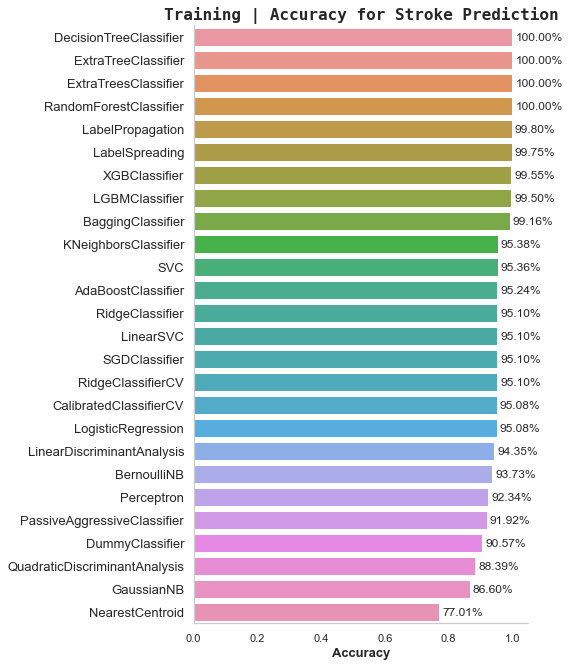 Training | Accuracy for Stroke Prediction
DecisionTreeClassifier 100.00%
ExtraTreeClassifier 100.00%
ExtraTreesClassifier 100.00%
RandomForestClassifier 100.00%
LabelPropagation 99.80%
LabelSpreading 99.75%
XGBClassifier 99.55%
LGBMClassifier 99.50%
BaggingClassifier 99.16%
KNeighborsClassifier 95.38%
SVC 95.36%
AdaBoostClassifier 95.24%
RidgeClassifier 95.10%
LinearSVC 95.10%
SGDClassifier 95.10%
RidgeClassifierCV 95.10%
CalibratedClassifierCV 95.08%
LogisticRegression 95.08%
LinearDiscriminantAnalysis 94.35%
BernoulliNB 93.73%
Perceptron 92.34%
PassiveAggressiveClassifier 91.92%
DummyClassifier 90.57%
QuadraticDiscriminantAnalysis 88.39%
GaussianNB 86.60%
NearestCentroid 77.01%
0.0 0.2 0.4 0.6 0.8 1.0
Accuracy